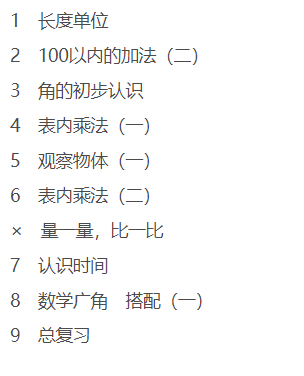 1 长度单位
2 100以内的加法（二）
3 角的初步认识
4 表内乘法（一）
5 观察物体（一）
6 表内乘法（二）
× 量一量，比一比
7 认识时间
8 数学广角 搭配（一）
9 总复习